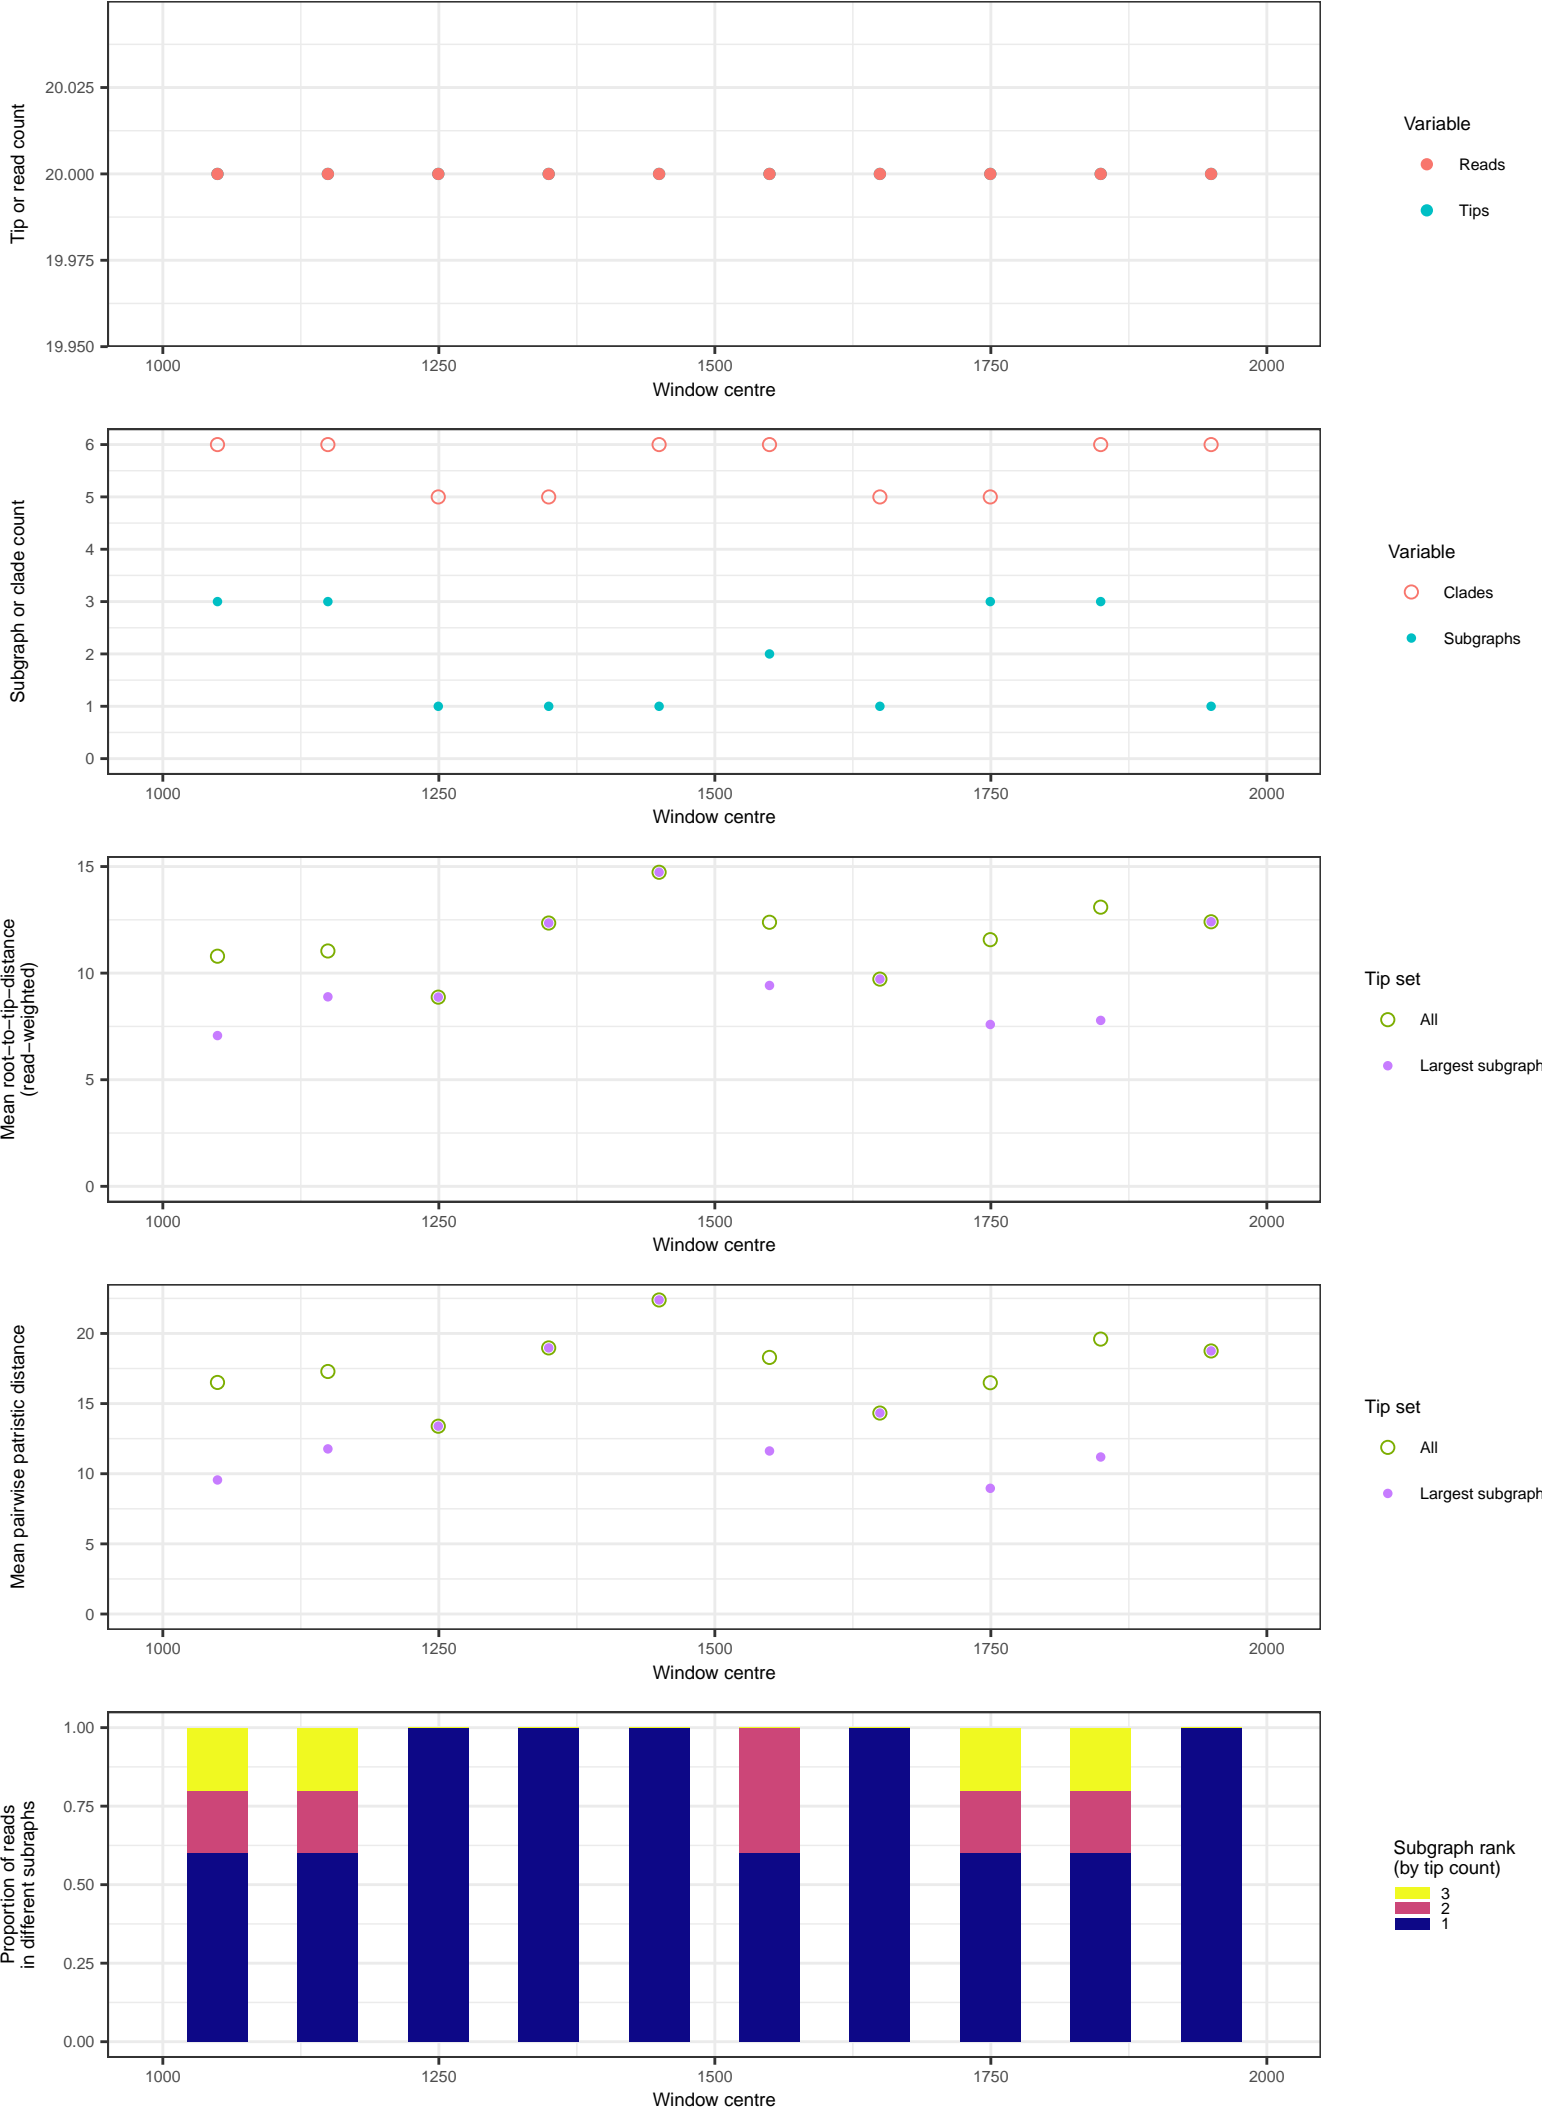 Tip or read count
20.025
20.000
19.975
19.950
1000 1250 1500 1750 2000
Window centre
Variable
Reads
Tips
Subgraph or clade count
6
5
4
3
2
1
0
1000 1250 1500 1750 2000
Window centre
Variable
Clades
Subgraphs
Mean root−to−tip−distance
(read−weighted)
15
10
5
0
1000 1250 1500 1750 2000
Window centre
Tip set
All
Largest subgraph
Mean pairwise patristic distance
20
15
10
5
0
1000 1250 1500 1750 2000
Window centre
Tip set
All
Largest subgraph
Proportion of reads
in different subraphs
1.00
0.75
0.50
0.25
0.00
1000 1250 1500 1750 2000
Window centre
Subgraph rank
(by tip count)
3
2
1